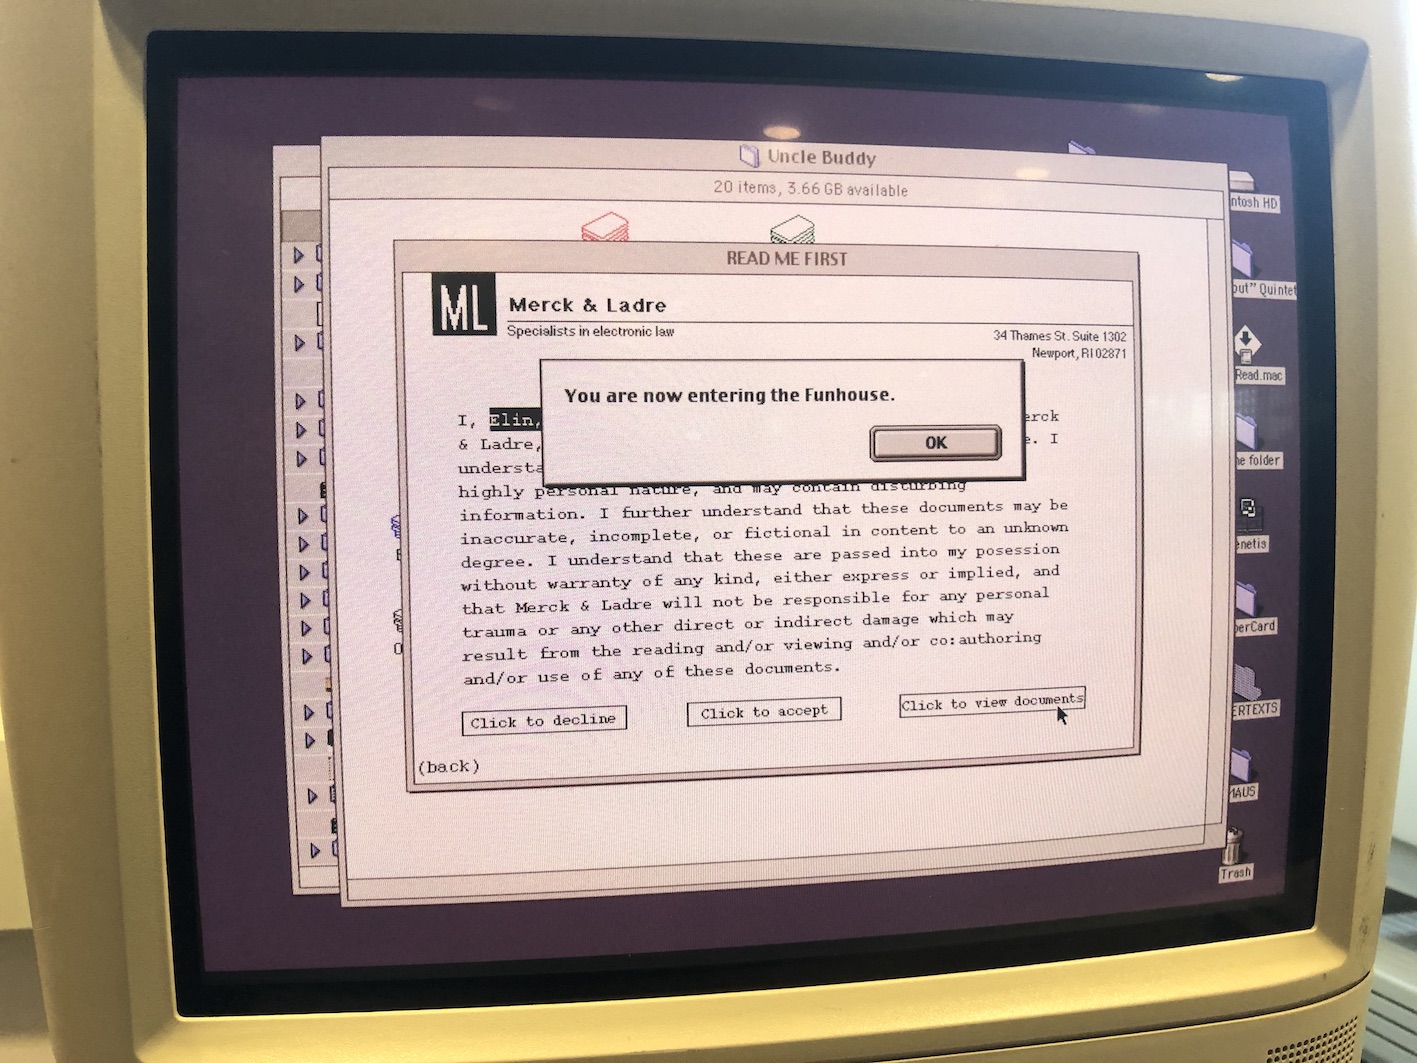 Uncle Buddy
20 items, 3.66 GB available
READ ME FIRST
ML
Merck & Ladre
Specialists in electronic law
34 Thames St. Suite 1302
Newport, RI 02871
You are now entering the Funhouse.
OK
I, Elin,
& Ladre, . I
highly personal nature, and may contain disturbing
information. I further understand that these documents may be
inaccurate, incomplete, or fictional in content to an unknown
degree. I understand that these are passed into my posession
without warranty of any kind, either express or implied, and
that Merck & Ladre will not be responsible for any personal
trauma or any other direct or indirect damage which may
result from the reading and/or viewing and/or co:authoring
and/or use of any of these documents.
Click to decline
Click to accept
Click to view documents
(back)
ntosh HD
out" Quintet
Read.mac
ne folder
enetis
perCard
ERTEXTS
MAUS
Trash